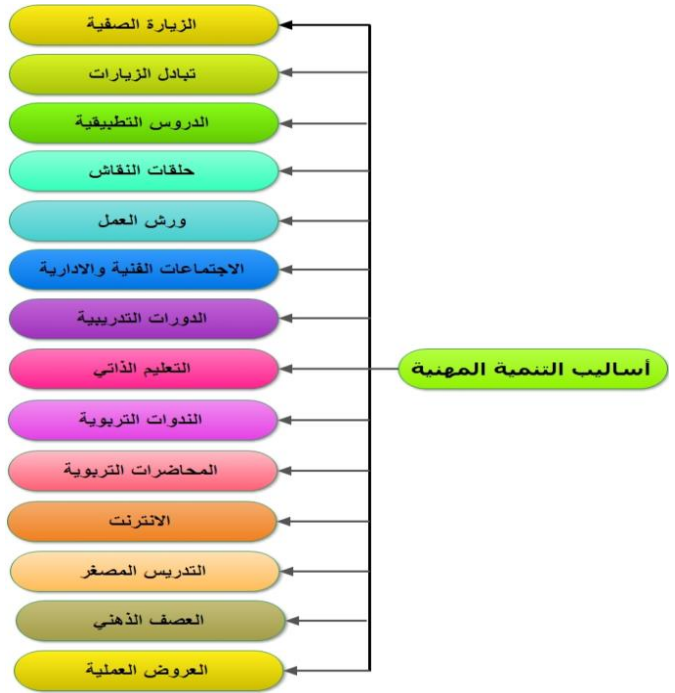 أساليب التنمية المهنية
الزيارة الصفية
تبادل الزيارات
الدروس التطبيقية
حلقات النقاش
ورش العمل
الاجتماعات الفنية والادارية
الدورات التدريبية
التعليم الذاتي
الندوات التربوية
المحاضرات التربوية
الانترنت
التدريس المصغر
العصف الذهني
العروض العملية